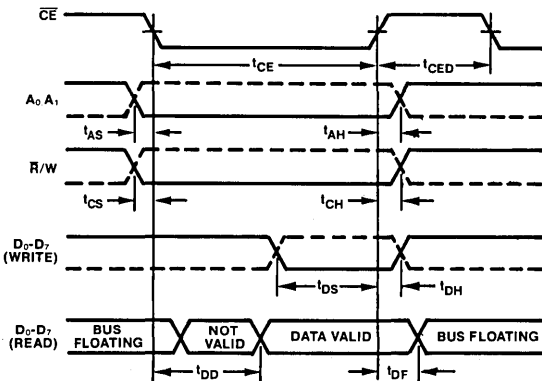 C̅E̅
tCE
tCED
A₀ A₁
tAS
tAH
R̅/W
tCS
tCH
D₀-D₇
(WRITE)
tDS
tDH
D₀-D₇
(READ)
BUS
FLOATING
NOT
VALID
DATA VALID
BUS FLOATING
tDD
tDF